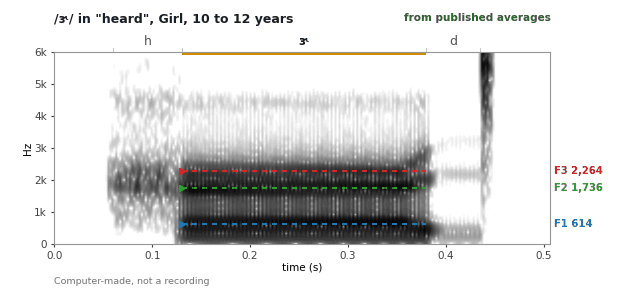 /ɝ/ in "heard", Girl, 10 to 12 years
from published averages
h ɝ d
6k
5k
4k
3k
2k
1k
0
Hz
F3 2,264
F2 1,736
F1 614
0.0 0.1 0.2 0.3 0.4 0.5
time (s)
Computer-made, not a recording